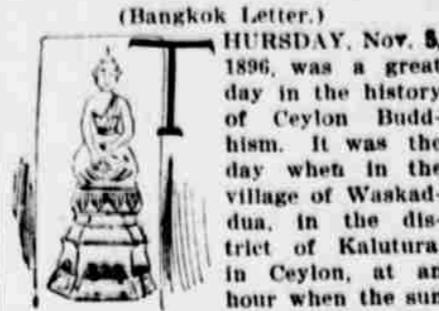 (Bangkok Letter.)
THURSDAY, Nov. 5,
1896, was a great
day in the history
of Ceylon Budd-
hism. It was the
day when in the
village of Waskad-
dua, in the dis-
trict of Kalutura
in Ceylon, at an
hour when the sun